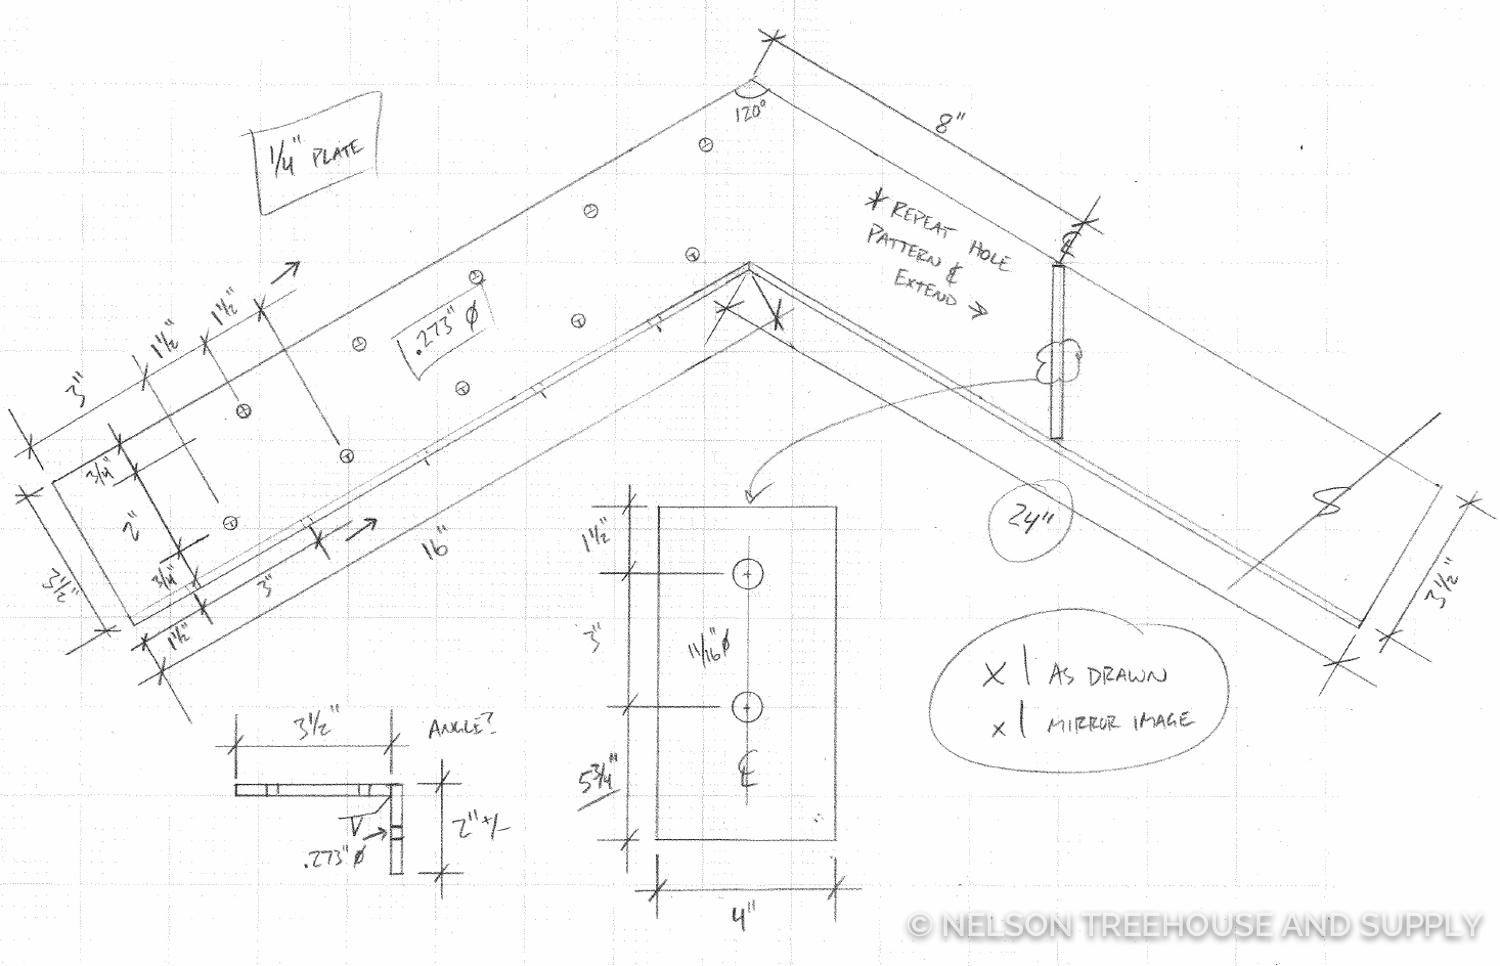 120°
8"
1/4" PLATE
* REPEAT HOLE
PATTERN &
EXTEND →
℄
1 1/2"
1 1/2"
3"
.273" Ø
3/4"
2"
3/4"
3 1/2"
3"
1 1/2"
16"
24"
3 1/2"
1 1/2"
3"
11/16" Ø
5 3/4"
℄
4"
x 1 AS DRAWN
x 1 MIRROR IMAGE
3 1/2"
ANGLE?
2" +/-
.273" Ø
© NELSON TREEHOUSE AND SUPPLY